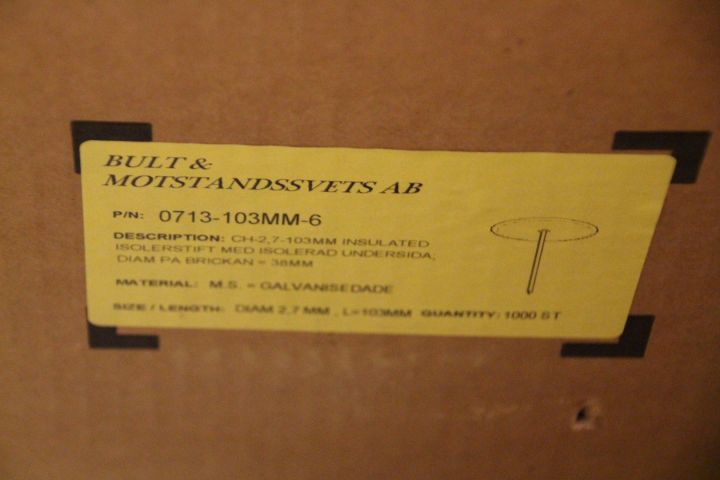 BULT &
MOTSTANDSSVETS AB
P/N: 0713-103MM-6
DESCRIPTION: CH-2,7-103MM INSULATED
ISOLERSTIFT MED ISOLERAD UNDERSIDA,
DIAM PA BRICKAN = 38MM
MATERIAL: M.S. = GALVANISEDADE
SIZE / LENGTH: DIAM 2,7 MM , L=103MM QUANTITY: 1000 ST